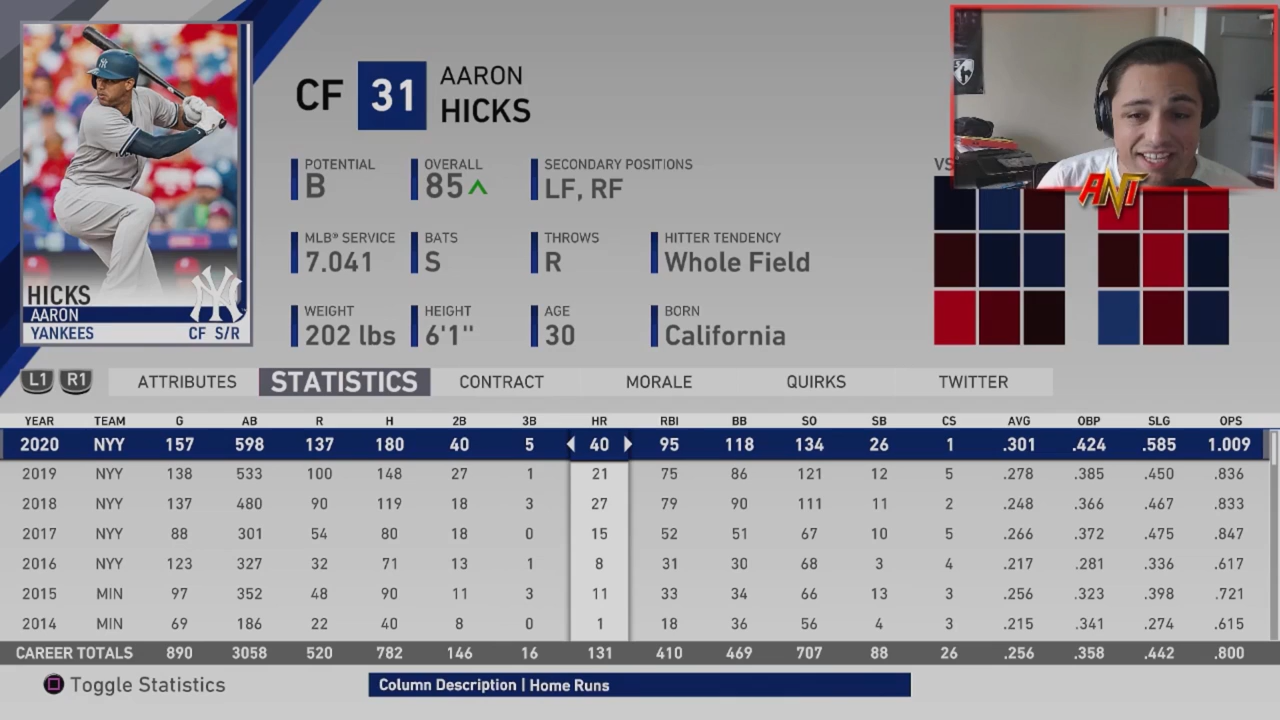 CF 31 AARON HICKS
POTENTIAL B
OVERALL 85
SECONDARY POSITIONS LF, RF
MLB® SERVICE 7.041
BATS S
THROWS R
HITTER TENDENCY Whole Field
WEIGHT 202 lbs
HEIGHT 6'1"
AGE 30
BORN California
VS
ANT
HICKS
AARON
YANKEES CF S/R
L1 R1 ATTRIBUTES STATISTICS CONTRACT MORALE QUIRKS TWITTER
YEAR TEAM G AB R H 2B 3B HR RBI BB SO SB CS AVG OBP SLG OPS
2020 NYY 157 598 137 180 40 5 40 95 118 134 26 1 .301 .424 .585 1.009
2019 NYY 138 533 100 148 27 1 21 75 86 121 12 5 .278 .385 .450 .836
2018 NYY 137 480 90 119 18 3 27 79 90 111 11 2 .248 .366 .467 .833
2017 NYY 88 301 54 80 18 0 15 52 51 67 10 5 .266 .372 .475 .847
2016 NYY 123 327 32 71 13 1 8 31 30 68 3 4 .217 .281 .336 .617
2015 MIN 97 352 48 90 11 3 11 33 34 66 13 3 .256 .323 .398 .721
2014 MIN 69 186 22 40 8 0 1 18 36 56 4 3 .215 .341 .274 .615
CAREER TOTALS 890 3058 520 782 146 16 131 410 469 707 88 26 .256 .358 .442 .800
Toggle Statistics
Column Description | Home Runs